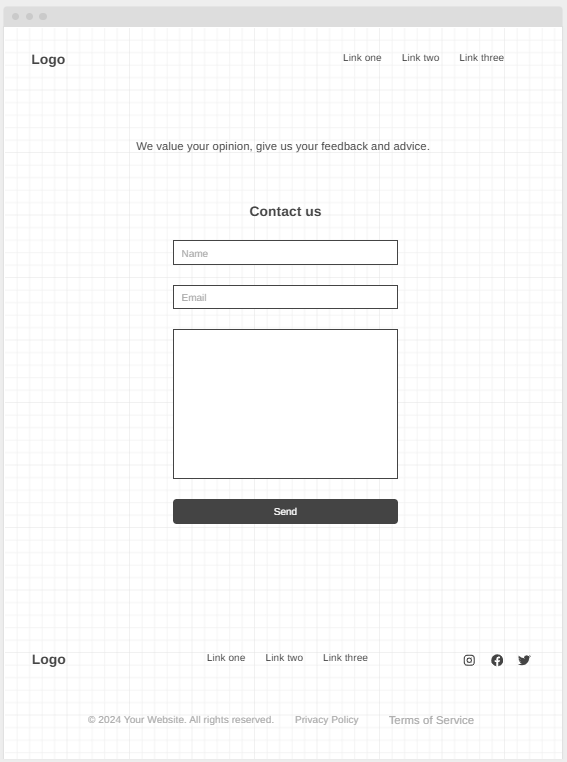 Logo Link one Link two Link three
We value your opinion, give us your feedback and advice.
Contact us
Name
Email
Send
Logo Link one Link two Link three
© 2024 Your Website. All rights reserved. Privacy Policy Terms of Service